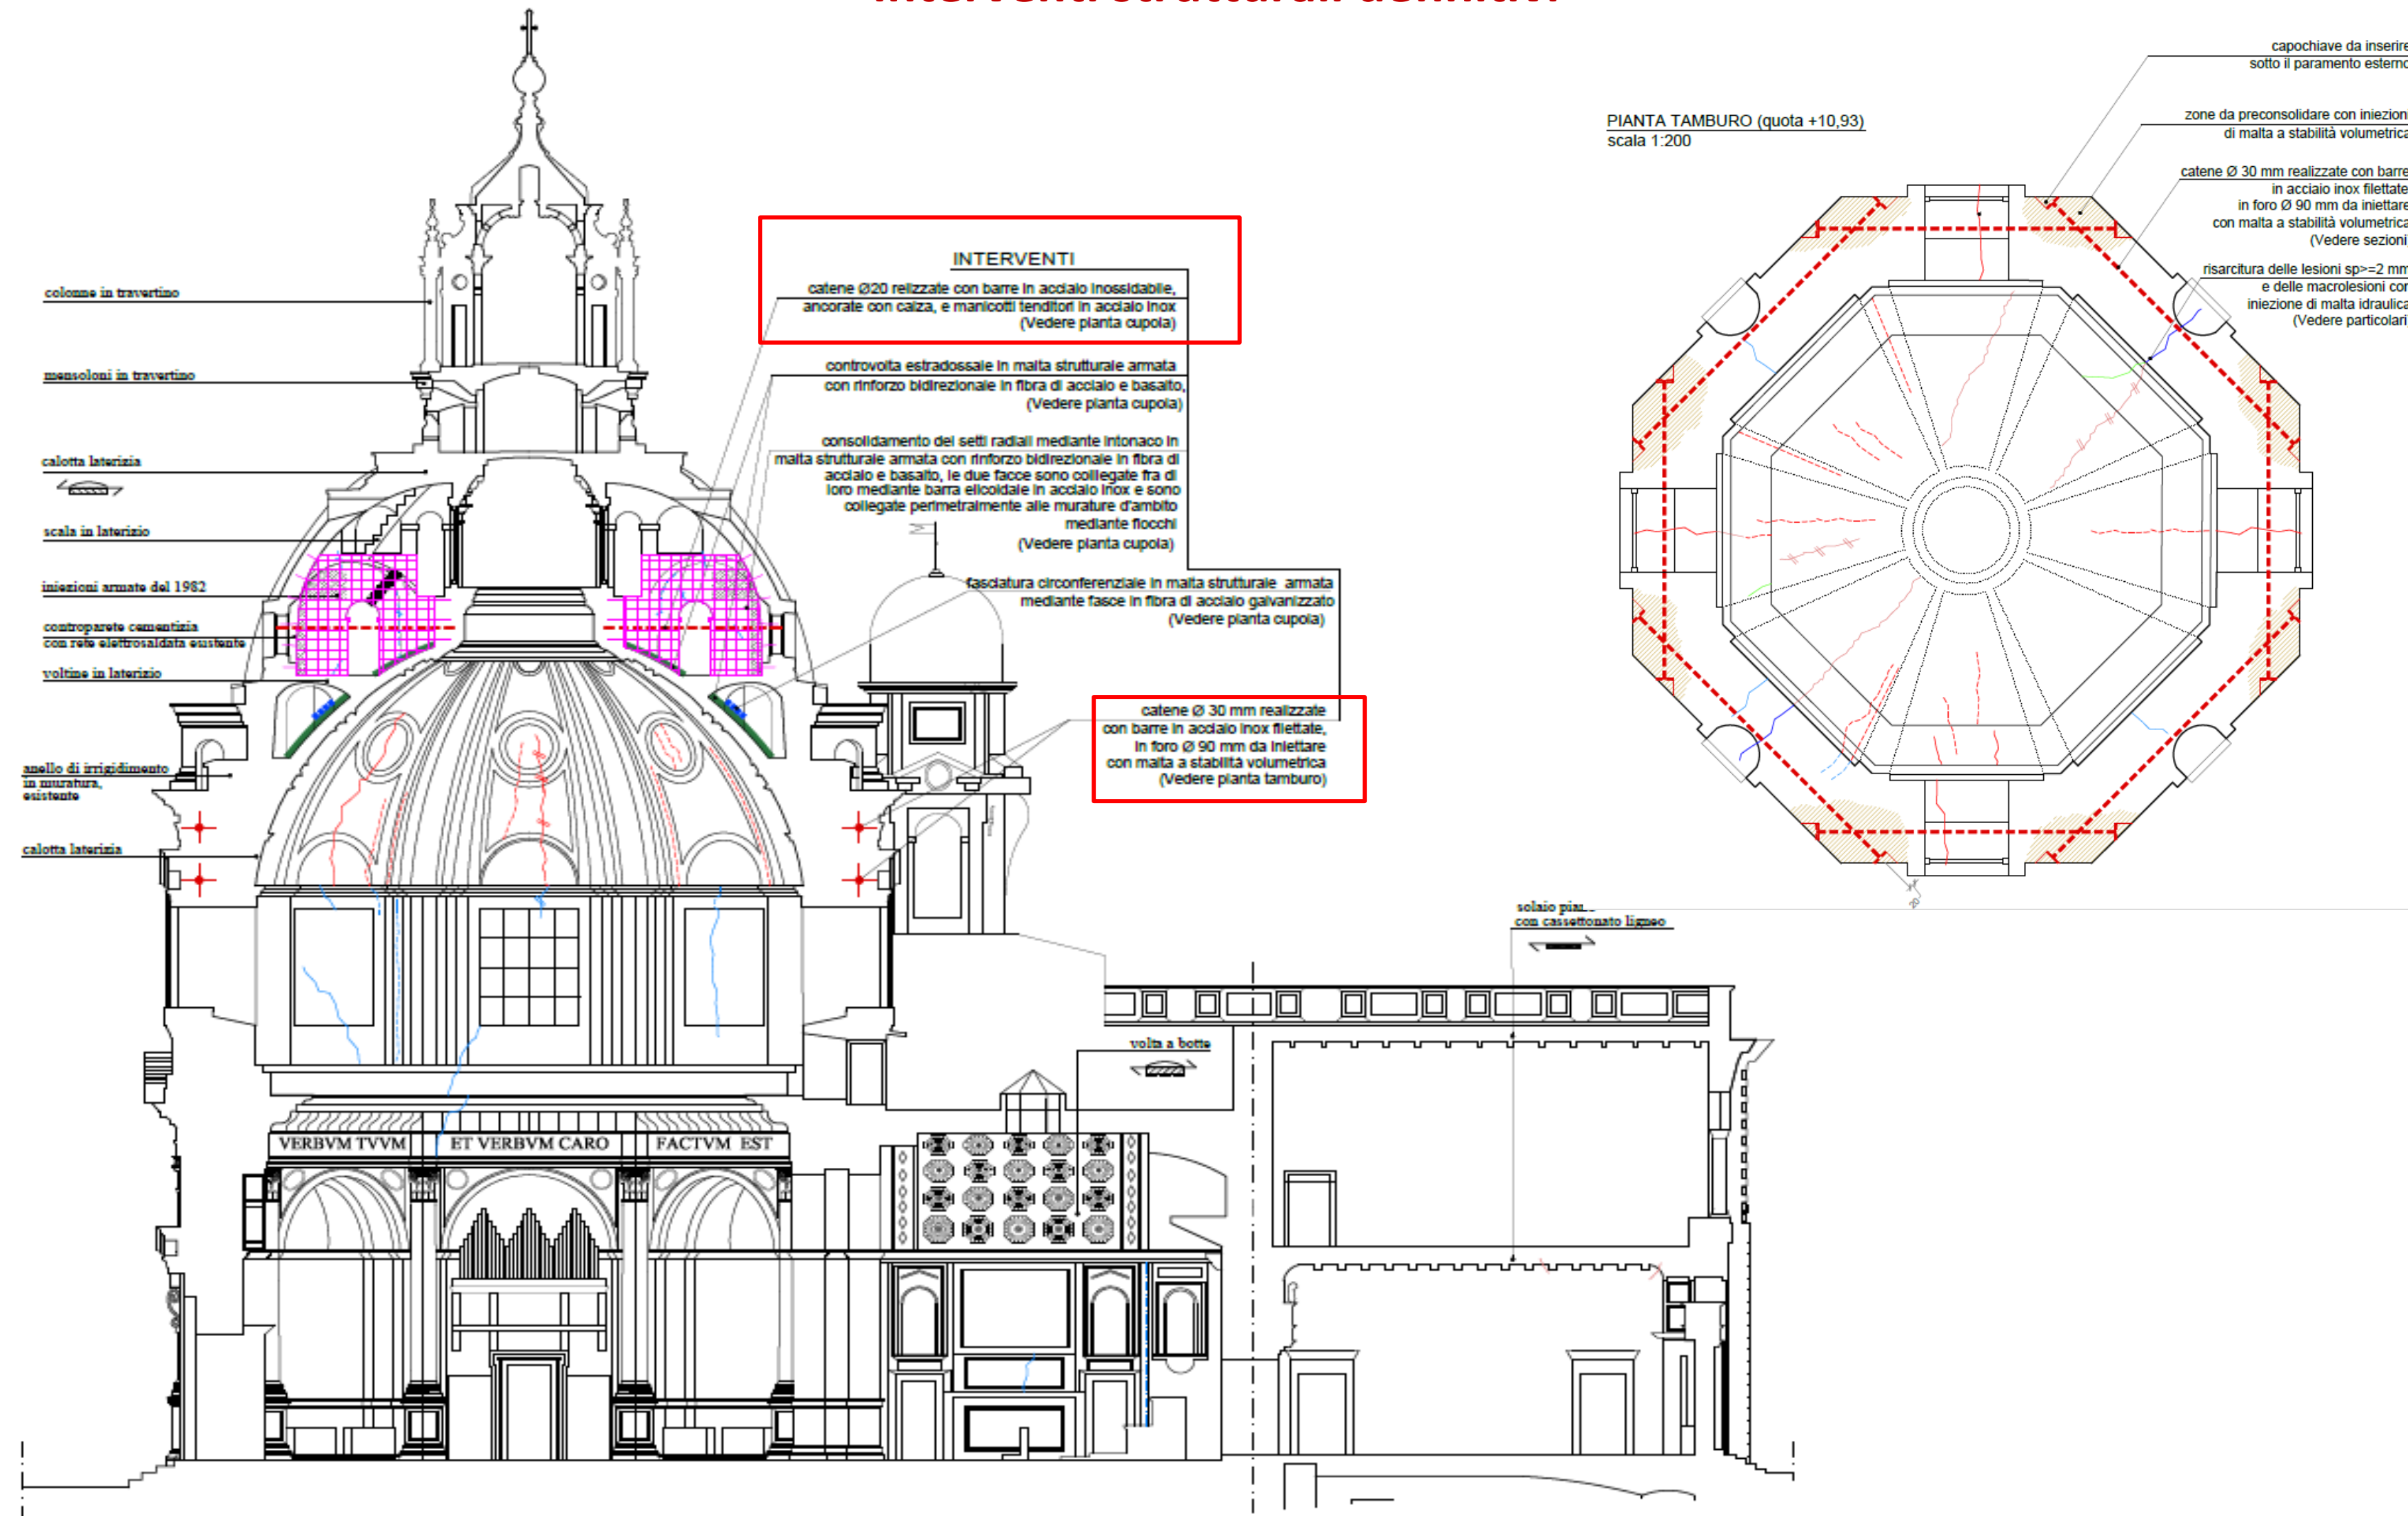 colonne in travertino
mensoloni in travertino
calotta laterizia
scala in laterizio
iniezioni armate del 1982
controparete cementizia
con rete elettrosaldata esistente
voltine in laterizio
anello di irrigidimento
in muratura,
esistente
calotta laterizia
INTERVENTI
catene Ø20 relizzate con barre in acciaio inossidabile,
ancorate con calza, e manicotti tenditori in acciaio inox
(Vedere pianta cupola)
controvolta estradossale in malta strutturale armata
con rinforzo bidirezionale in fibra di acciaio e basalto,
(Vedere pianta cupola)
consolidamento dei setti radiali mediante intonaco in
malta strutturale armata con rinforzo bidirezionale in fibra di
acciaio e basalto, le due facce sono collegate fra di
loro mediante barra elicoidale in acciaio inox e sono
collegate perimetralmente alle murature d'ambito
mediante fiocchi
(Vedere pianta cupola)
fasciatura circonferenziale in malta strutturale armata
mediante fasce in fibra di acciaio galvanizzato
(Vedere pianta cupola)
catene Ø 30 mm realizzate
con barre in acciaio inox filettate,
in foro Ø 90 mm da iniettare
con malta a stabilità volumetrica
(Vedere pianta tamburo)
PIANTA TAMBURO (quota +10,93)
scala 1:200
capochiave da inserire
sotto il paramento esterno
zone da preconsolidare con iniezioni
di malta a stabilità volumetrica
catene Ø 30 mm realizzate con barre
in acciaio inox filettate
in foro Ø 90 mm da iniettare
con malta a stabilità volumetrica
(Vedere sezioni
risarcitura delle lesioni sp>=2 mm
e delle macrolesioni con
iniezione di malta idraulica
(Vedere particolari
20
solaio
con cassettonato ligneo
volta a botte
VERBVM TVVM ET VERBVM CARO FACTVM EST